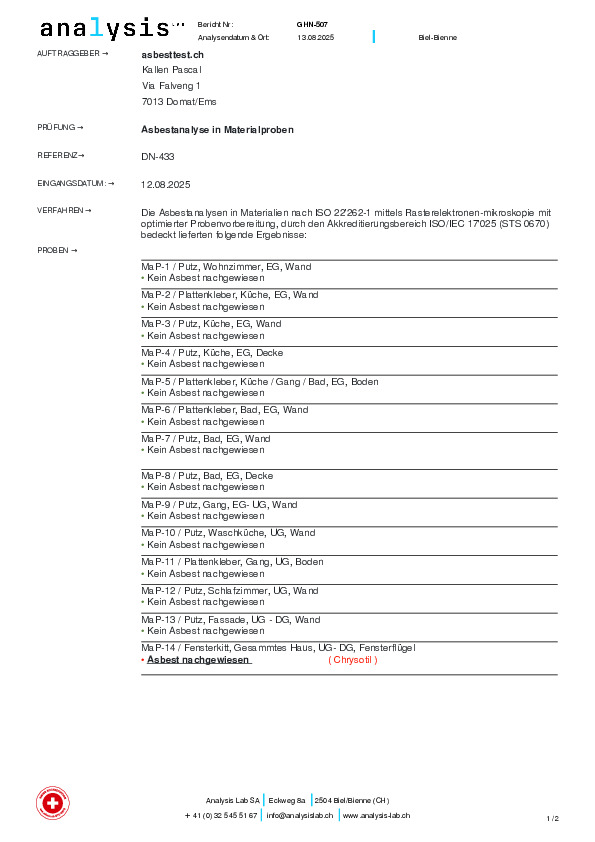 analysis
Bericht Nr: GHN-507
Analysendatum & Ort: 13.08.2025 Biel-Bienne
AUFTRAGGEBER → asbesttest.ch
Kallen Pascal
Via Falveng 1
7013 Domat/Ems
PRÜFUNG → Asbestanalyse in Materialproben
REFERENZ→ DN-433
EINGANGSDATUM: → 12.08.2025
VERFAHREN → Die Asbestanalysen in Materialien nach ISO 22'262-1 mittels Rasterelektronen-mikroskopie mit
optimierter Probenvorbereitung, durch den Akkreditierungsbereich ISO/IEC 17'025 (STS 0670)
bedeckt lieferten folgende Ergebnisse:
PROBEN →
MaP-1 / Putz, Wohnzimmer, EG, Wand
• Kein Asbest nachgewiesen
MaP-2 / Plattenkleber, Küche, EG, Wand
• Kein Asbest nachgewiesen
MaP-3 / Putz, Küche, EG, Wand
• Kein Asbest nachgewiesen
MaP-4 / Putz, Küche, EG, Decke
• Kein Asbest nachgewiesen
MaP-5 / Plattenkleber, Küche / Gang / Bad, EG, Boden
• Kein Asbest nachgewiesen
MaP-6 / Plattenkleber, Bad, EG, Wand
• Kein Asbest nachgewiesen
MaP-7 / Putz, Bad, EG, Wand
• Kein Asbest nachgewiesen
MaP-8 / Putz, Bad, EG, Decke
• Kein Asbest nachgewiesen
MaP-9 / Putz, Gang, EG- UG, Wand
• Kein Asbest nachgewiesen
MaP-10 / Putz, Waschküche, UG, Wand
• Kein Asbest nachgewiesen
MaP-11 / Plattenkleber, Gang, UG, Boden
• Kein Asbest nachgewiesen
MaP-12 / Putz, Schlafzimmer, UG, Wand
• Kein Asbest nachgewiesen
MaP-13 / Putz, Fassade, UG - DG, Wand
• Kein Asbest nachgewiesen
MaP-14 / Fensterkitt, Gesammtes Haus, UG- DG, Fensterflügel
• Asbest nachgewiesen ( Chrysotil )
Analysis Lab SA | Eckweg 8a | 2504 Biel/Bienne (CH)
+ 41 (0) 32 545 51 67 | info@analysislab.ch | www.analysis-lab.ch
1 / 2